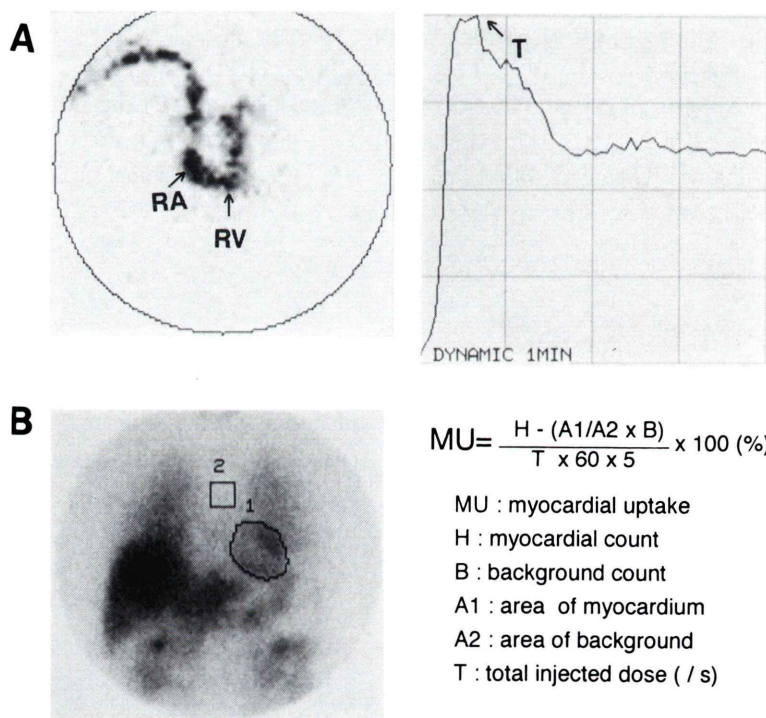 A
T
RA
RV
DYNAMIC 1MIN
B
2
1
MU= H - (A1/A2 x B) / T x 60 x 5 x 100 (%)
MU : myocardial uptake
H : myocardial count
B : background count
A1 : area of myocardium
A2 : area of background
T : total injected dose ( / s)